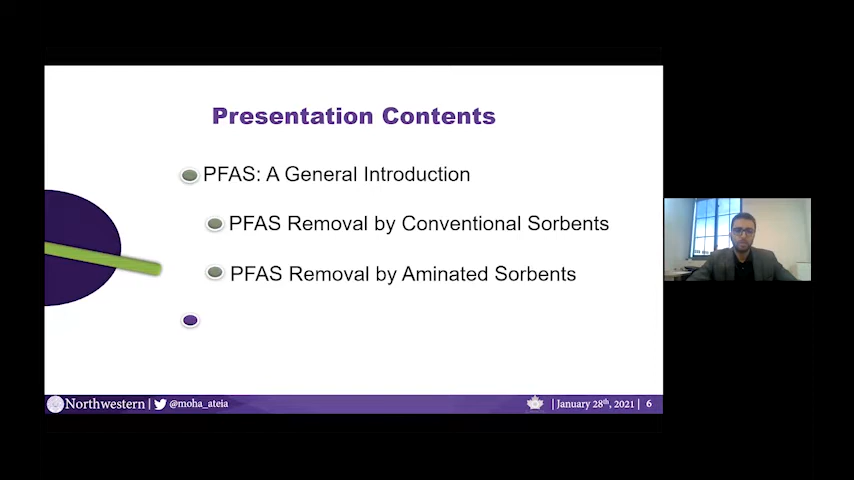 Presentation Contents
PFAS: A General Introduction
PFAS Removal by Conventional Sorbents
PFAS Removal by Aminated Sorbents
Northwestern | @moha_ateia | January 28th, 2021 | 6